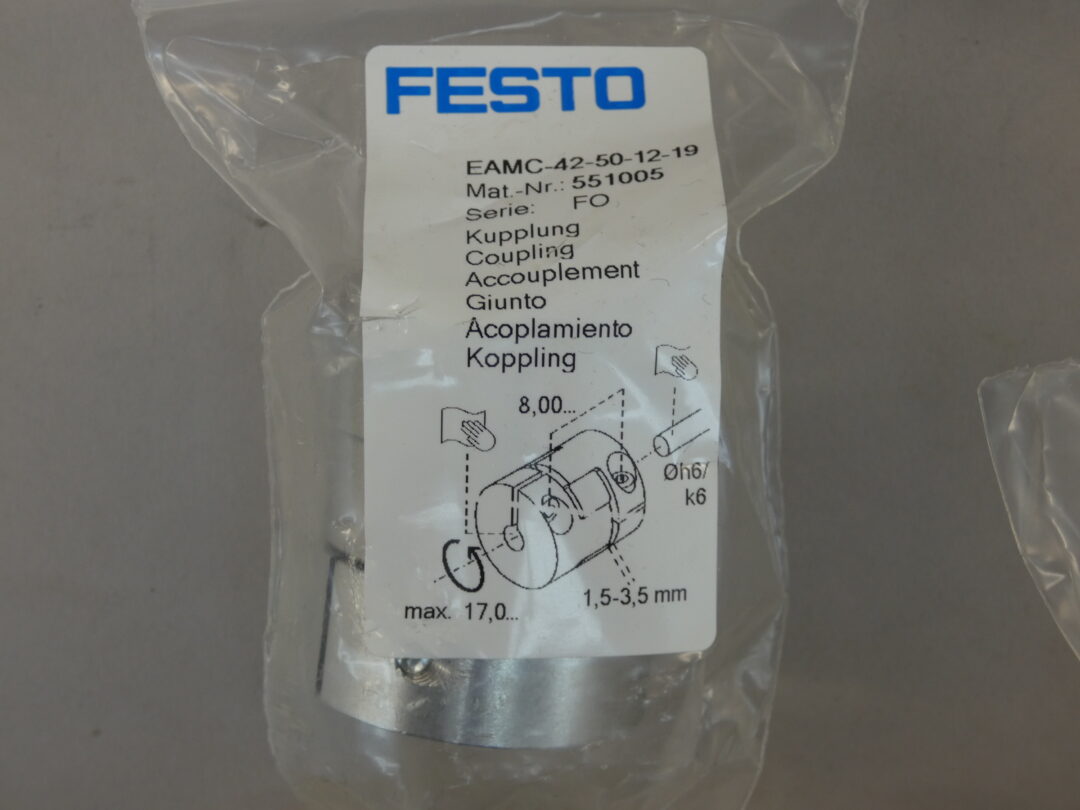 FESTO
EAMC-42-50-12-19
Mat.-Nr.: 551005
Serie: FO
Kupplung
Coupling
Accouplement
Giunto
Acoplamiento
Koppling
8,00...
Øh6/
k6
1,5-3,5 mm
max. 17,0...